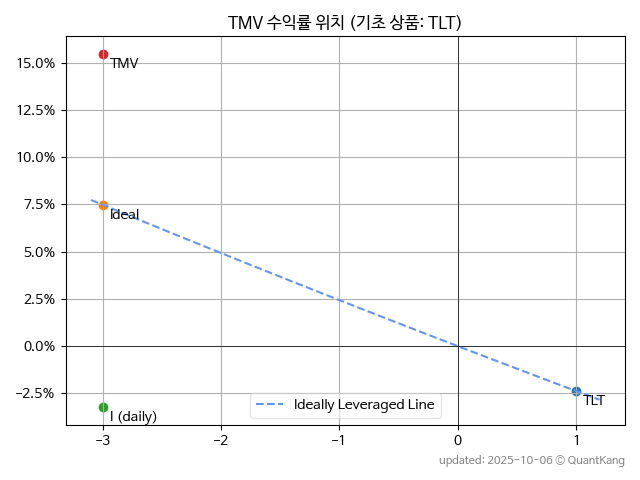 TMV 수익률 위치 (기초 상품: TLT)
15.0%
12.5%
10.0%
7.5%
5.0%
2.5%
0.0%
−2.5%
TMV
Ideal
I (daily)
TLT
Ideally Leveraged Line
−3
−2
−1
0
1
updated: 2025-10-06 © QuantKang